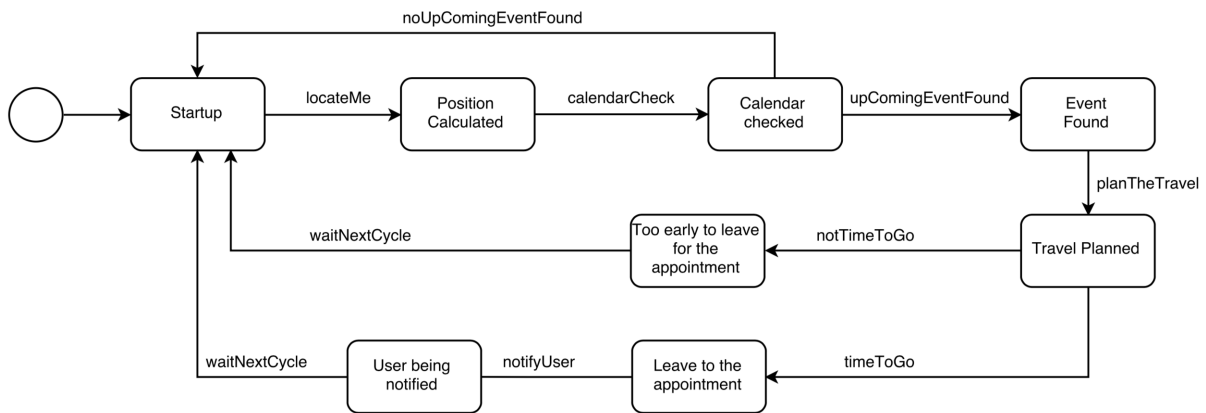 noUpComingEventFound
Startup
locateMe
Position
Calculated
calendarCheck
Calendar
checked
upComingEventFound
Event
Found
planTheTravel
waitNextCycle
Too early to leave
for the
appointment
notTimeToGo
Travel Planned
waitNextCycle
User being
notified
notifyUser
Leave to the
appointment
timeToGo